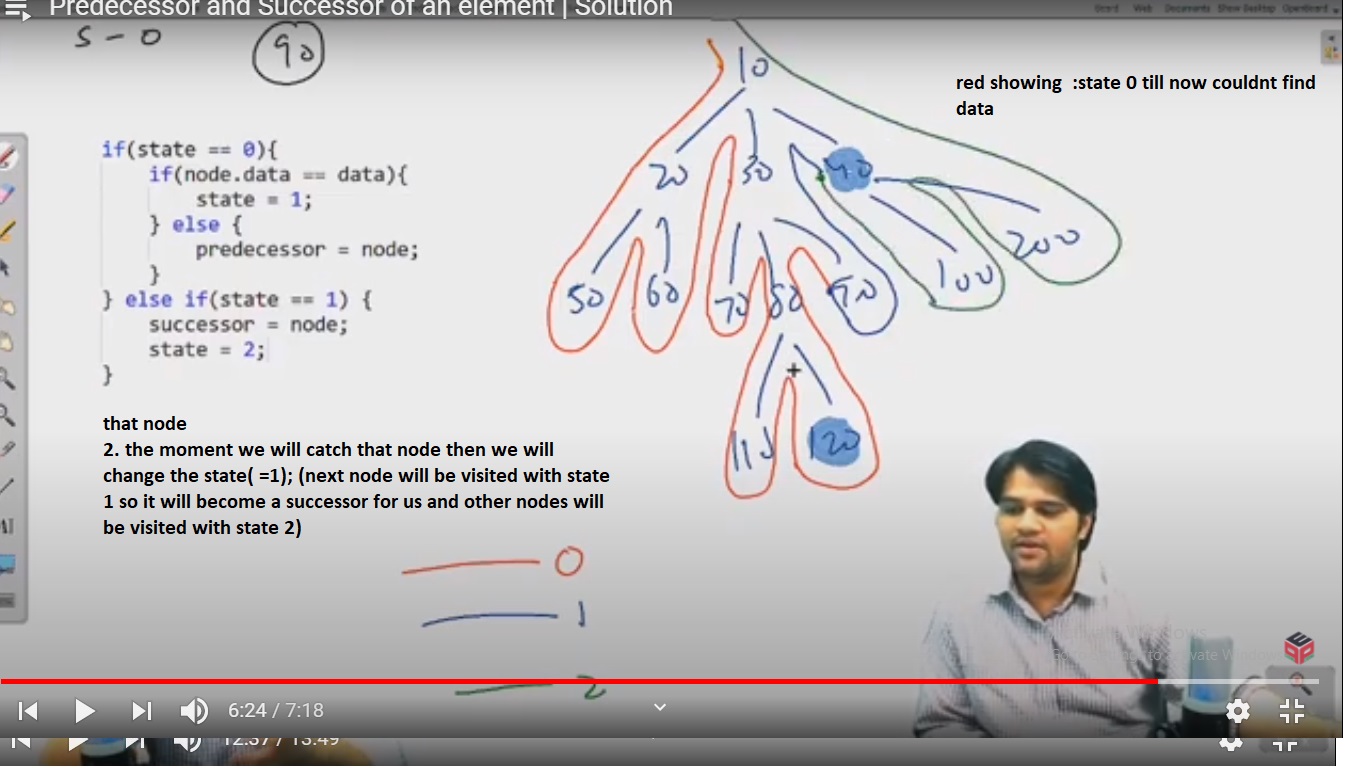 Predecessor and Successor of an element | Solution
S - 0
90
10
red showing :state 0 till now couldnt find
data
if(state == 0){
if(node.data == data){
state = 1;
} else {
predecessor = node;
}
} else if(state == 1) {
successor = node;
state = 2;
}
20
30
40
50
60
70
80
90
100
200
110
120
that node
2. the moment we will catch that node then we will
change the state( =1); (next node will be visited with state
1 so it will become a successor for us and other nodes will
be visited with state 2)
0
1
2
6:24 / 7:18
12:37 / 13:49